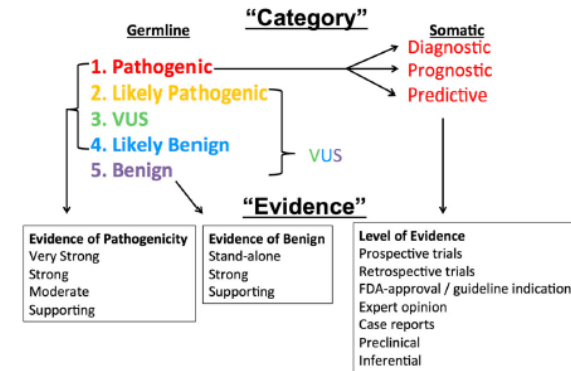 “Category”
Germline
Somatic
1. Pathogenic
2. Likely Pathogenic
3. VUS
4. Likely Benign
5. Benign
VUS
Diagnostic
Prognostic
Predictive
“Evidence”
Evidence of Pathogenicity
Very Strong
Strong
Moderate
Supporting
Evidence of Benign
Stand-alone
Strong
Supporting
Level of Evidence
Prospective trials
Retrospective trials
FDA-approval / guideline indication
Expert opinion
Case reports
Preclinical
Inferential